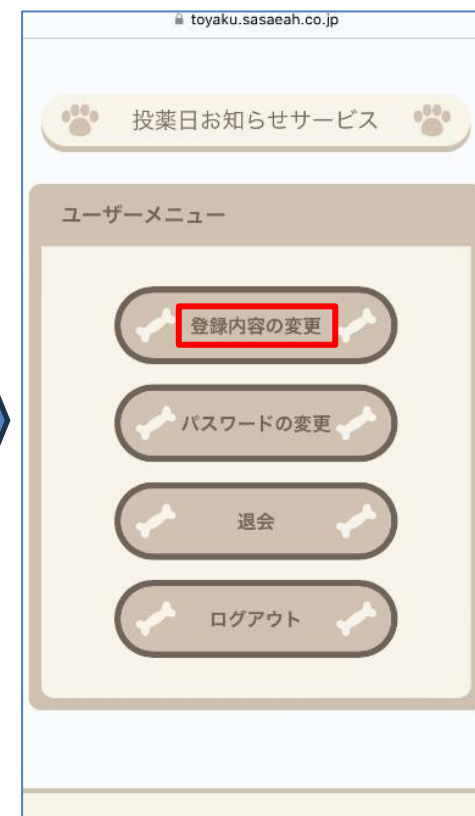 toyaku.sasaeah.co.jp
投薬日お知らせサービス
ユーザーメニュー
登録内容の変更
パスワードの変更
退会
ログアウト